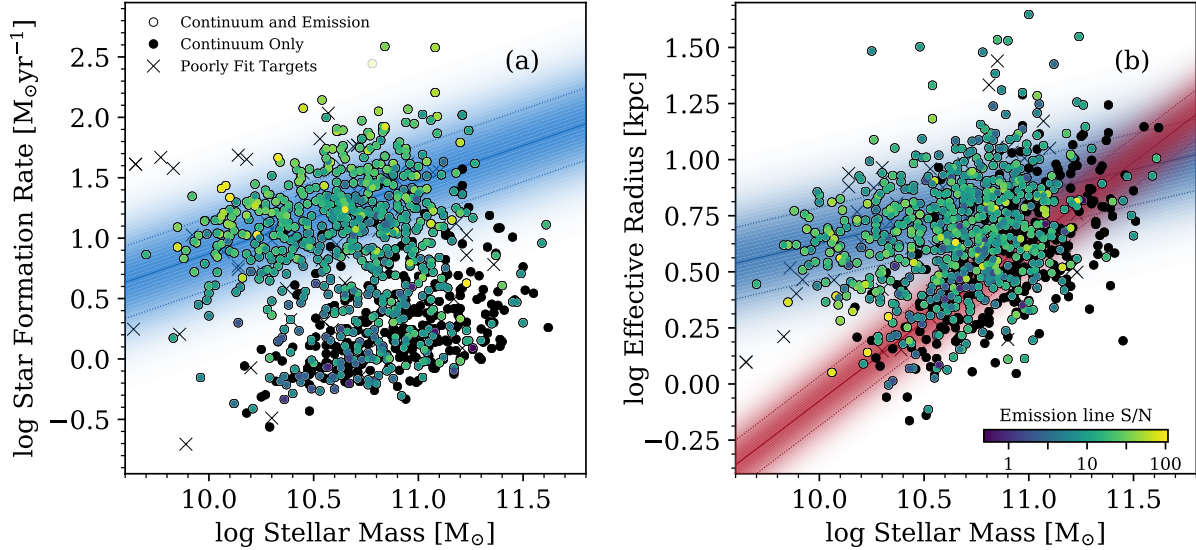 Continuum and Emission
Continuum Only
Poorly Fit Targets
(a)
log Star Formation Rate [M⊙yr⁻¹]
2.5
2.0
1.5
1.0
0.5
0.0
−0.5
10.0 10.5 11.0 11.5
log Stellar Mass [M⊙]
(b)
log Effective Radius [kpc]
1.50
1.25
1.00
0.75
0.50
0.25
0.00
−0.25
Emission line S/N
1 10 100
10.0 10.5 11.0 11.5
log Stellar Mass [M⊙]